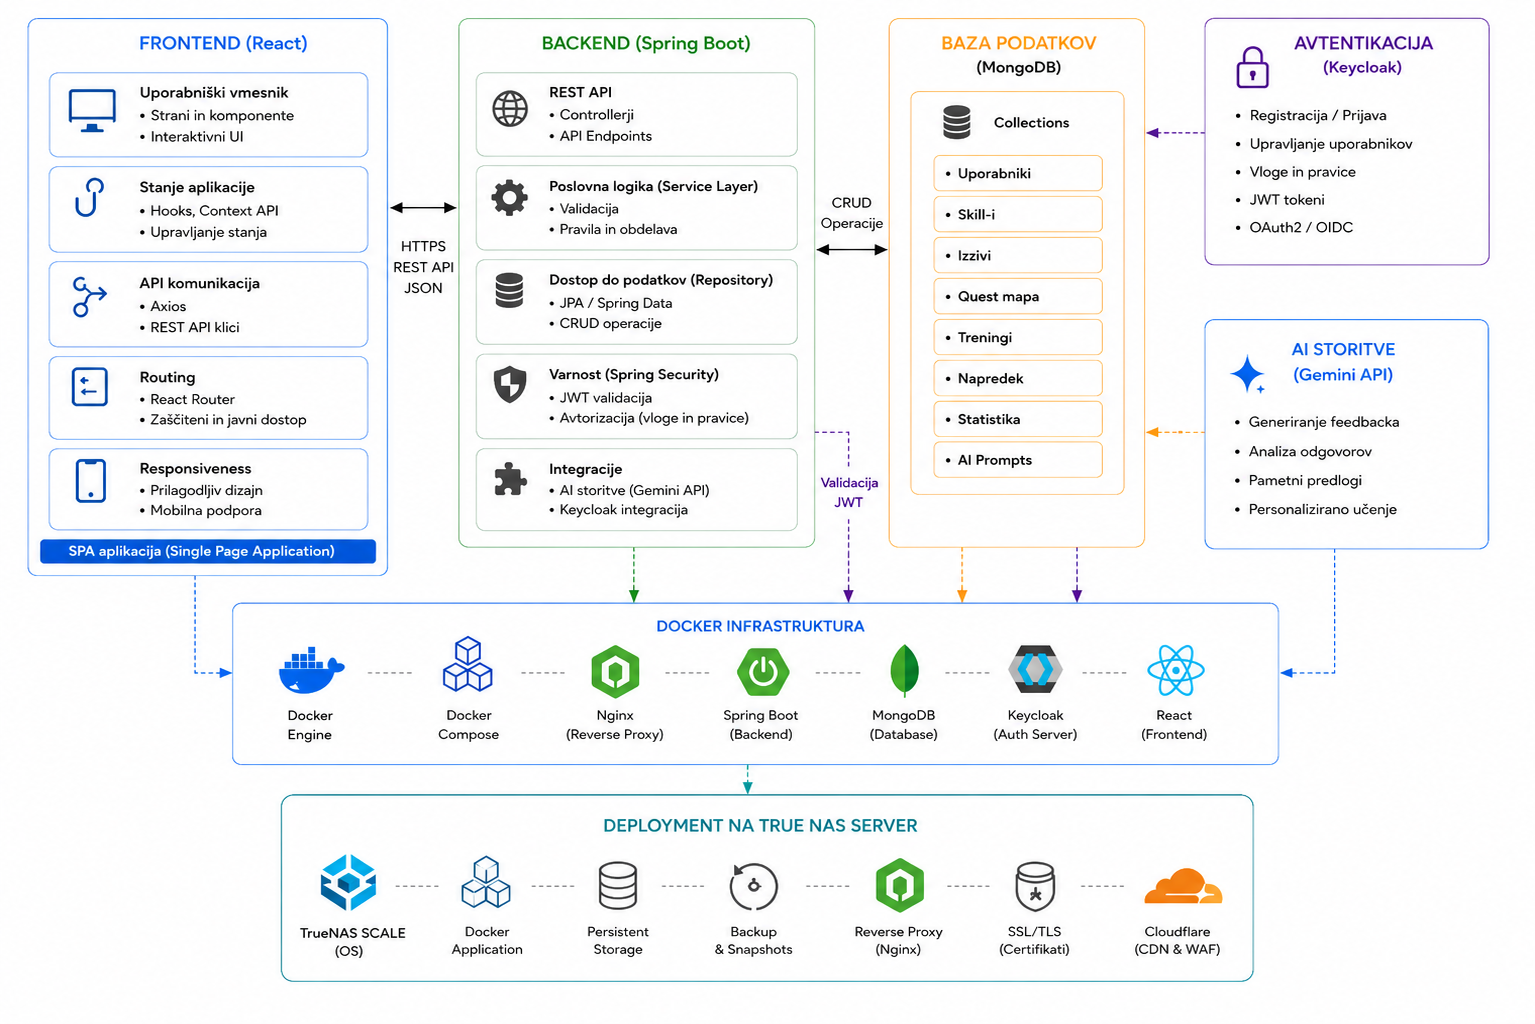 FRONTEND (React)
Uporabniški vmesnik
• Strani in komponente
• Interaktivni UI
Stanje aplikacije
• Hooks, Context API
• Upravljanje stanja
API komunikacija
• Axios
• REST API klici
Routing
• React Router
• Zaščiteni in javni dostop
Responsiveness
• Prilagodljiv dizajn
• Mobilna podpora
SPA aplikacija (Single Page Application)
HTTPS
REST API
JSON
BACKEND (Spring Boot)
REST API
• Controllerji
• API Endpoints
Poslovna logika (Service Layer)
• Validacija
• Pravila in obdelava
Dostop do podatkov (Repository)
• JPA / Spring Data
• CRUD operacije
Varnost (Spring Security)
• JWT validacija
• Avtorizacija (vloge in pravice)
Integracije
• AI storitve (Gemini API)
• Keycloak integracija
CRUD
Operacije
Validacija
JWT
BAZA PODATKOV
(MongoDB)
Collections
• Uporabniki
• Skill-i
• Izzivi
• Quest mapa
• Treningi
• Napredek
• Statistika
• AI Prompts
AVTENTIKACIJA
(Keycloak)
• Registracija / Prijava
• Upravljanje uporabnikov
• Vloge in pravice
• JWT tokeni
• OAuth2 / OIDC
AI STORITVE
(Gemini API)
• Generiranje feedbacka
• Analiza odgovorov
• Pametni predlogi
• Personalizirano učenje
DOCKER INFRASTRUKTURA
Docker
Engine
Docker
Compose
Nginx
(Reverse Proxy)
Spring Boot
(Backend)
MongoDB
(Database)
Keycloak
(Auth Server)
React
(Frontend)
DEPLOYMENT NA TRUE NAS SERVER
TrueNAS SCALE
(OS)
Docker
Application
Persistent
Storage
Backup
& Snapshots
Reverse Proxy
(Nginx)
SSL/TLS
(Certifikati)
Cloudflare
(CDN & WAF)